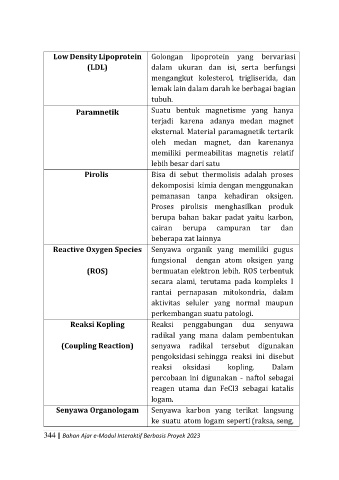 Low Density Lipoprotein
(LDL)
Golongan lipoprotein yang bervariasi
dalam ukuran dan isi, serta berfungsi
mengangkut kolesterol, trigliserida, dan
lemak lain dalam darah ke berbagai bagian
tubuh.
Paramnetik
Suatu bentuk magnetisme yang hanya
terjadi karena adanya medan magnet
eksternal. Material paramagnetik tertarik
oleh medan magnet, dan karenanya
memiliki permeabilitas magnetis relatif
lebih besar dari satu
Pirolis
Bisa di sebut thermolisis adalah proses
dekomposisi kimia dengan menggunakan
pemanasan tanpa kehadiran oksigen.
Proses pirolisis menghasilkan produk
berupa bahan bakar padat yaitu karbon,
cairan berupa campuran tar dan
beberapa zat lainnya
Reactive Oxygen Species
(ROS)
Senyawa organik yang memiliki gugus
fungsional dengan atom oksigen yang
bermuatan elektron lebih. ROS terbentuk
secara alami, terutama pada kompleks I
rantai pernapasan mitokondria, dalam
aktivitas seluler yang normal maupun
perkembangan suatu patologi.
Reaksi Kopling
(Coupling Reaction)
Reaksi penggabungan dua senyawa
radikal yang mana dalam pembentukan
senyawa radikal tersebut digunakan
pengoksidasi sehingga reaksi ini disebut
reaksi oksidasi kopling. Dalam
percobaan ini digunakan - naftol sebagai
reagen utama dan FeCl3 sebagai katalis
logam.
Senyawa Organologam
Senyawa karbon yang terikat langsung
ke suatu atom logam seperti (raksa, seng,
344 | Bahan Ajar e-Modul Interaktif Berbasis Proyek 2023